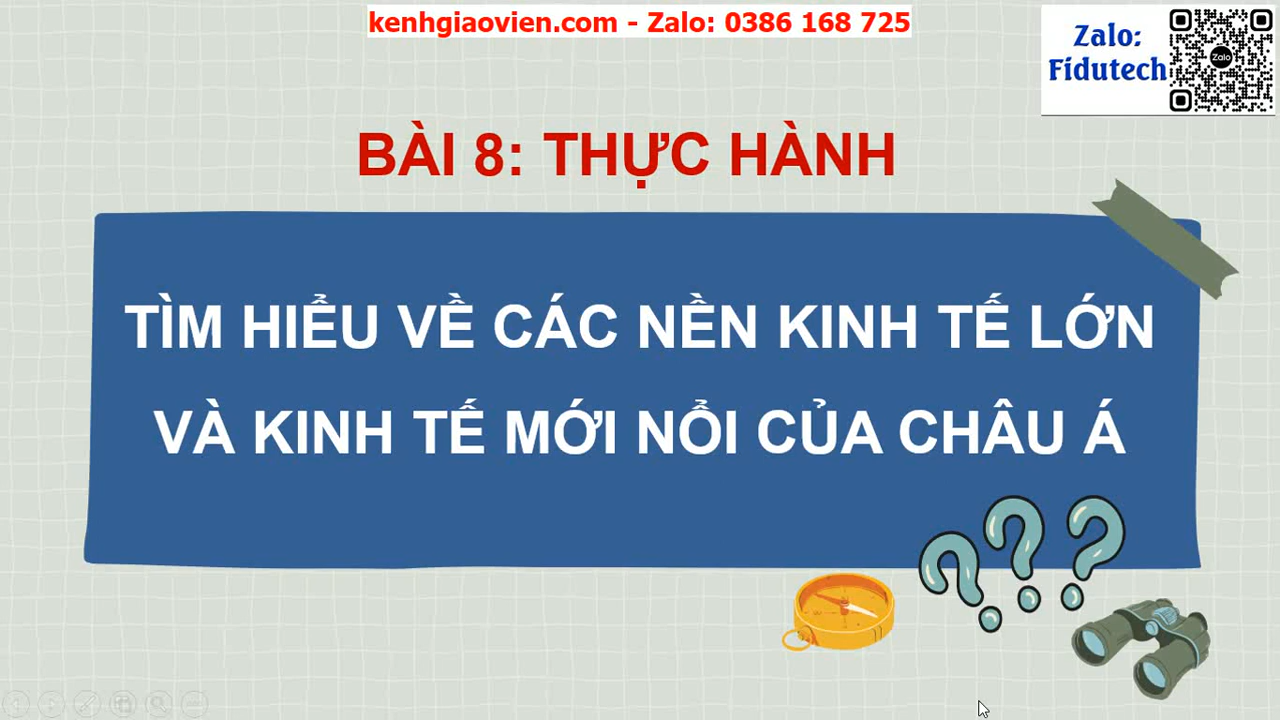 kenhgiaovien.com - Zalo: 0386 168 725
Zalo:
Fidutech
Zalo
BÀI 8: THỰC HÀNH
TÌM HIỂU VỀ CÁC NỀN KINH TẾ LỚN
VÀ KINH TẾ MỚI NỔI CỦA CHÂU Á